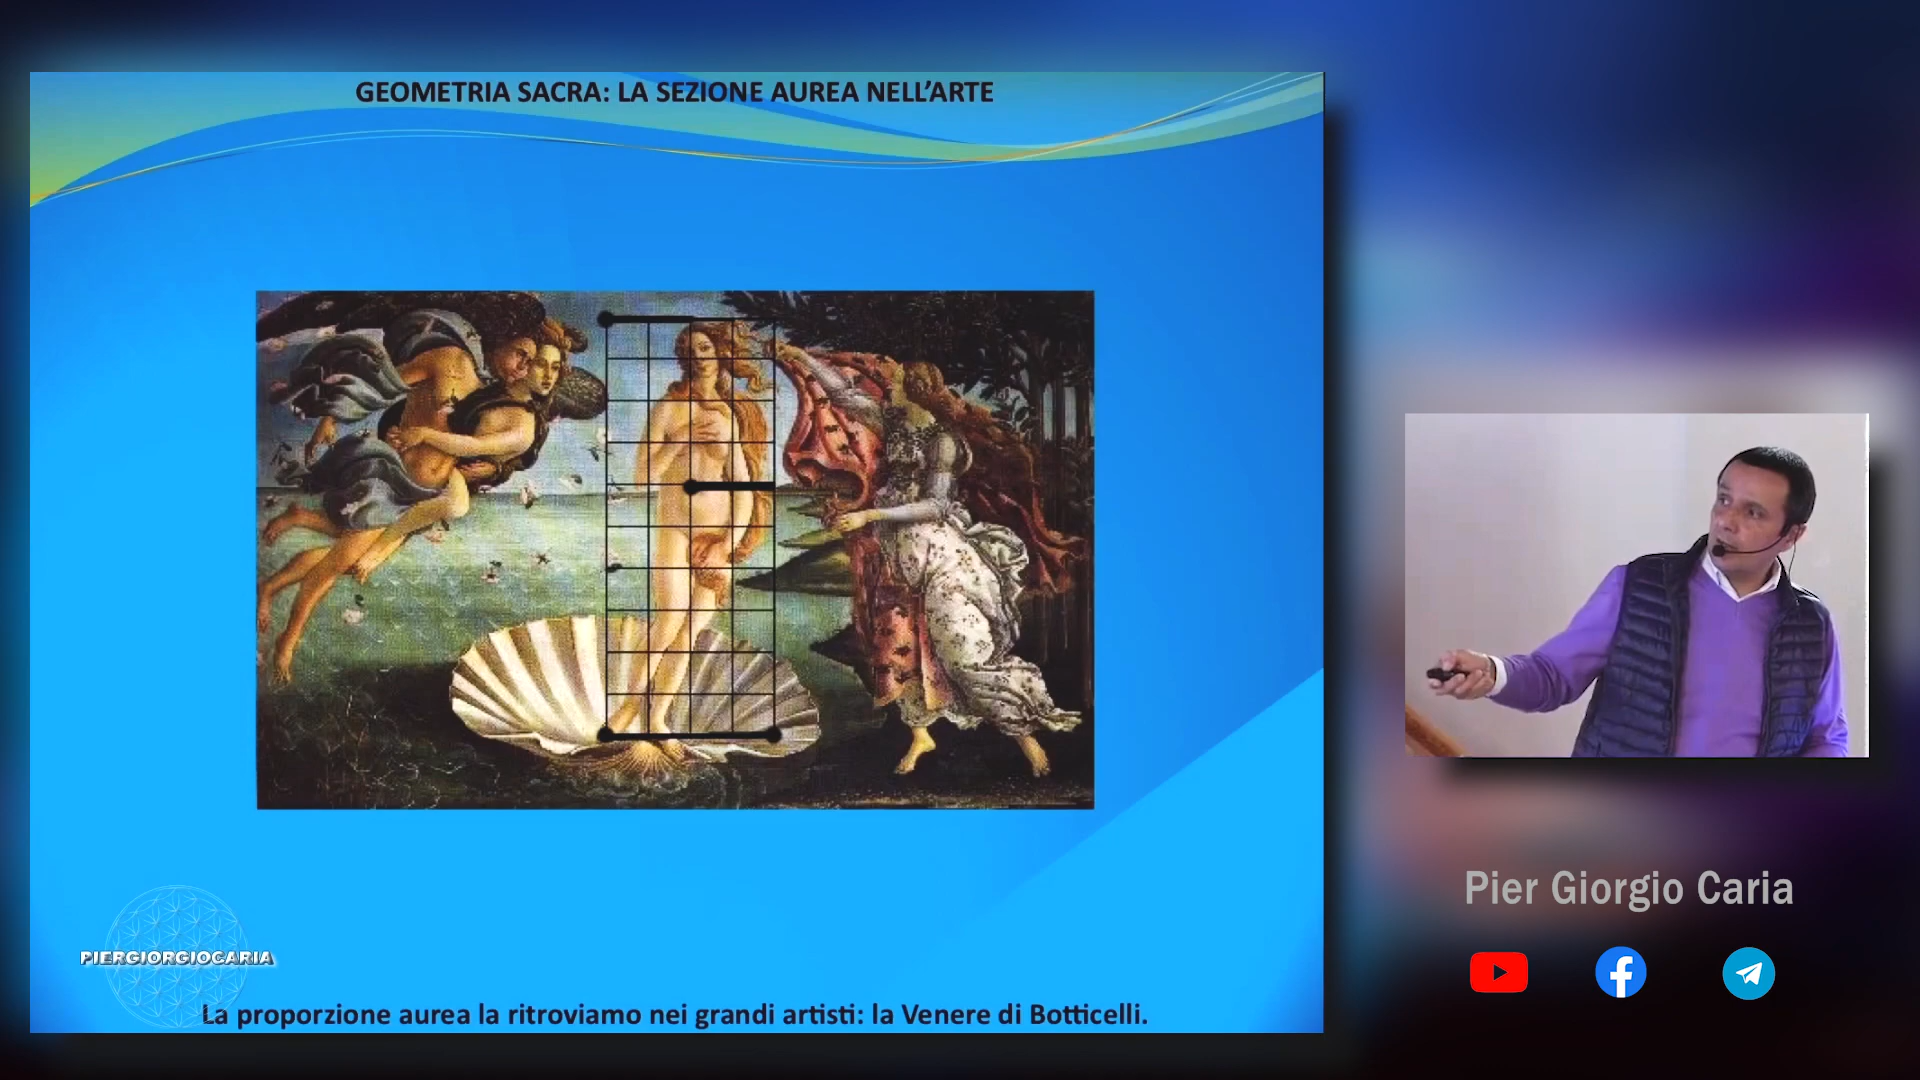 GEOMETRIA SACRA: LA SEZIONE AUREA NELL’ARTE
PIERGIORGIOCARIA
La proporzione aurea la ritroviamo nei grandi artisti: la Venere di Botticelli.
Pier Giorgio Caria